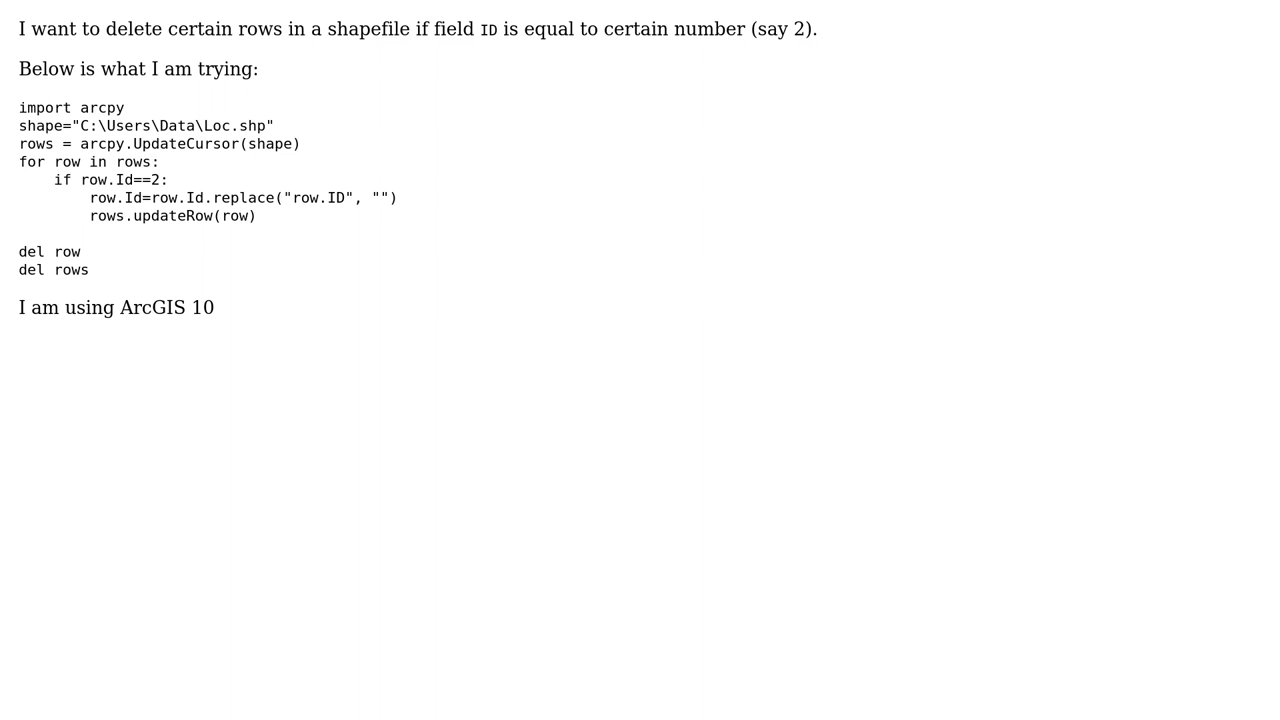 I want to delete certain rows in a shapefile if field ID is equal to certain number (say 2).
Below is what I am trying:
import arcpy
shape="C:\Users\Data\Loc.shp"
rows = arcpy.UpdateCursor(shape)
for row in rows:
    if row.Id==2:
        row.Id=row.Id.replace("row.ID", "")
        rows.updateRow(row)

del row
del rows
I am using ArcGIS 10